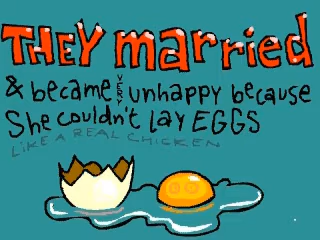 THEY married
& became VERY unhappy because
She couldn't LAY EGGS
LIKE A REAL CHICKEN